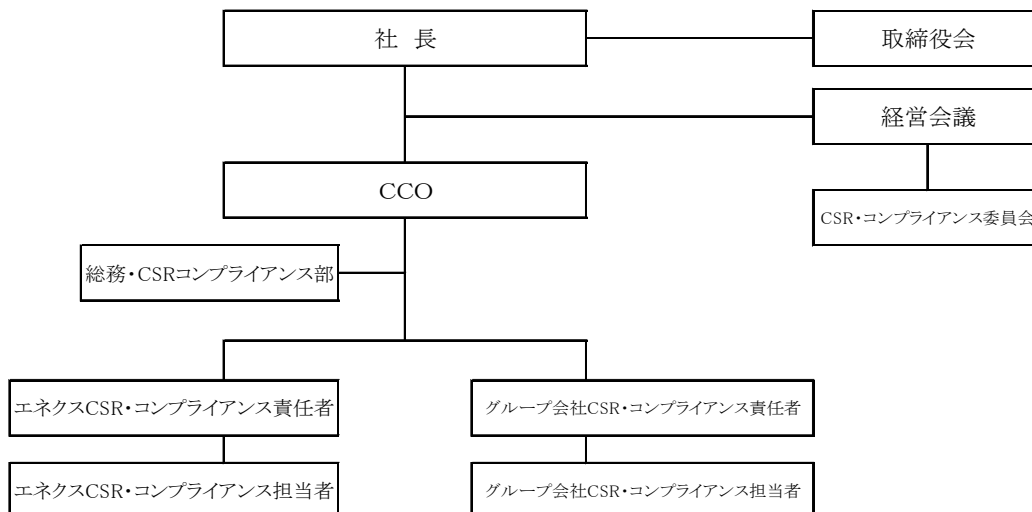 社 長
取締役会
経営会議
CCO
CSR・コンプライアンス委員会
総務・CSRコンプライアンス部
エネクスCSR・コンプライアンス責任者
グループ会社CSR・コンプライアンス責任者
エネクスCSR・コンプライアンス担当者
グループ会社CSR・コンプライアンス担当者